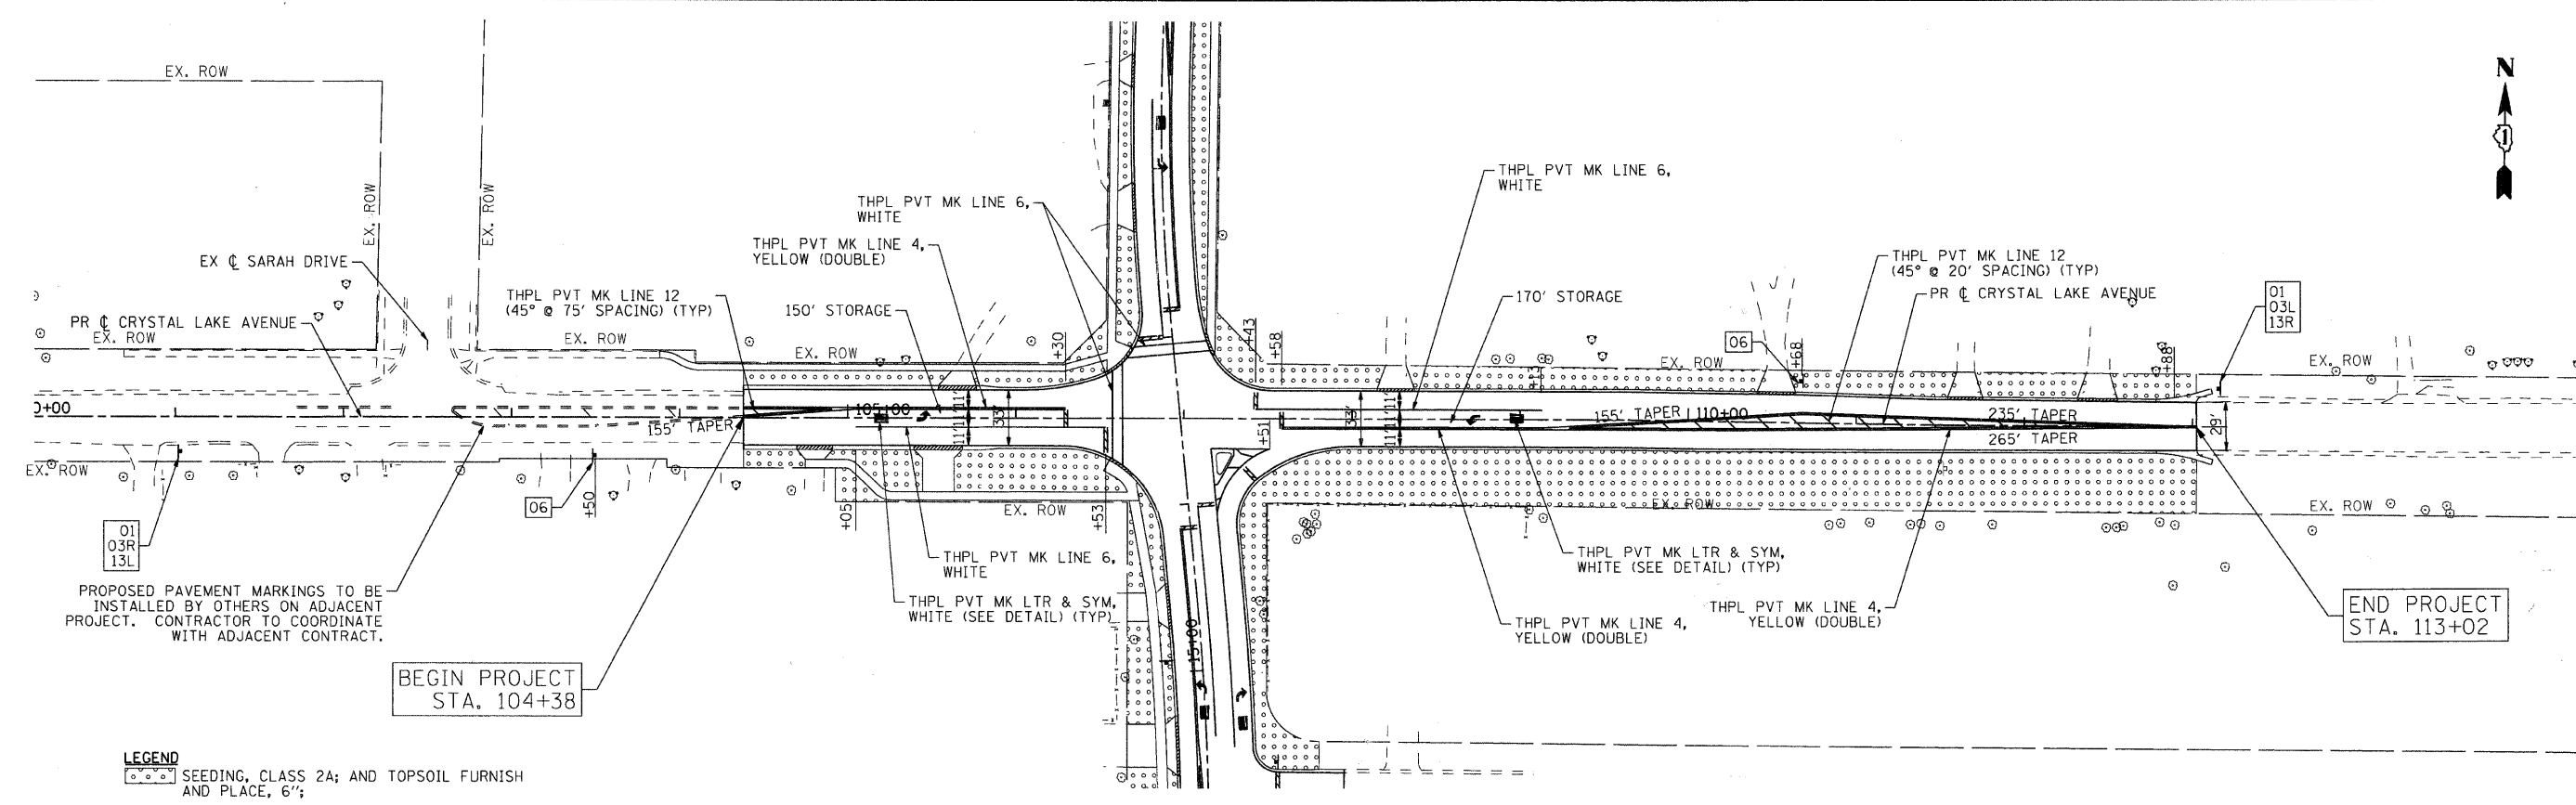 EX. ROW
N
1
EX. ROW
EX. ROW
THPL PVT MK LINE 6,
WHITE
THPL PVT MK LINE 6,
WHITE
THPL PVT MK LINE 4,
YELLOW (DOUBLE)
EX ℄ SARAH DRIVE
THPL PVT MK LINE 12
(45° @ 75' SPACING) (TYP)
150' STORAGE
170' STORAGE
THPL PVT MK LINE 12
(45° @ 20' SPACING) (TYP)
PR ℄ CRYSTAL LAKE AVENUE
01
03L
13R
PR ℄ CRYSTAL LAKE AVENUE
EX. ROW
EX. ROW
EX. ROW
+30
+43
+58
EX. ROW
06
+68
+88
EX. ROW
0+00
155' TAPER
105+00
11'
11'
11'
33'
33'
11'
11'
11'
155' TAPER
110+00
235' TAPER
265' TAPER
29'
+51
EX. ROW
06
+50
+05
EX. ROW
+53
EX. ROW
EX. ROW
01
03R
13L
THPL PVT MK LINE 6,
WHITE
THPL PVT MK LTR & SYM,
WHITE (SEE DETAIL) (TYP)
THPL PVT MK LTR & SYM,
WHITE (SEE DETAIL) (TYP)
THPL PVT MK LINE 4,
YELLOW (DOUBLE)
THPL PVT MK LINE 4,
YELLOW (DOUBLE)
PROPOSED PAVEMENT MARKINGS TO BE
INSTALLED BY OTHERS ON ADJACENT
PROJECT. CONTRACTOR TO COORDINATE
WITH ADJACENT CONTRACT.
15+00
BEGIN PROJECT
STA. 104+38
END PROJECT
STA. 113+02
LEGEND
SEEDING, CLASS 2A; AND TOPSOIL FURNISH
AND PLACE, 6";